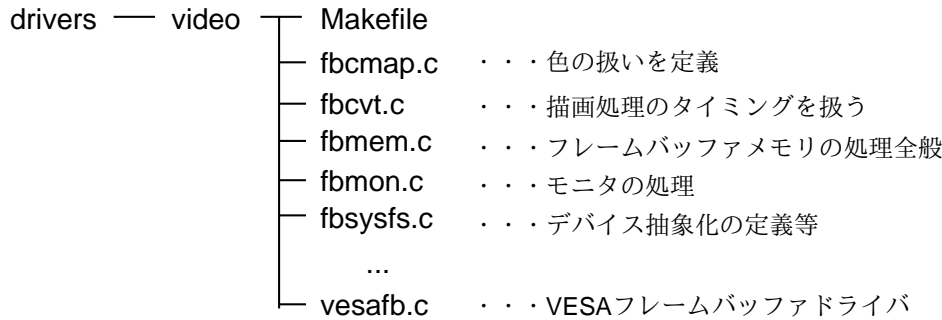 drivers video Makefile
fbcmap.c ・・・色の扱いを定義
fbcvt.c ・・・描画処理のタイミングを扱う
fbmem.c ・・・フレームバッファメモリの処理全般
fbmon.c ・・・モニタの処理
fbsysfs.c ・・・デバイス抽象化の定義等
...
vesafb.c ・・・VESAフレームバッファドライバ